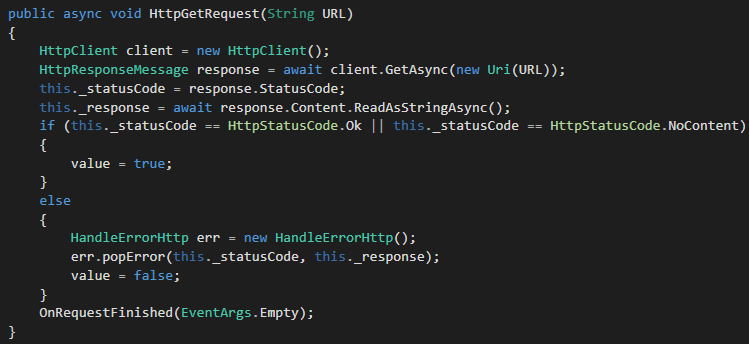 public async void HttpGetRequest(String URL)
{
HttpClient client = new HttpClient();
HttpResponseMessage response = await client.GetAsync(new Uri(URL));
this._statusCode = response.StatusCode;
this._response = await response.Content.ReadAsStringAsync();
if (this._statusCode == HttpStatusCode.Ok || this._statusCode == HttpStatusCode.NoContent)
{
value = true;
}
else
{
HandleErrorHttp err = new HandleErrorHttp();
err.popError(this._statusCode, this._response);
value = false;
}
OnRequestFinished(EventArgs.Empty);
}